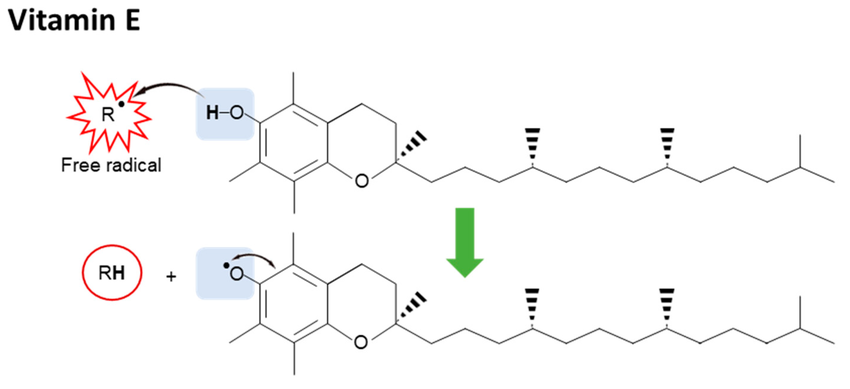 Vitamin E
R•
H–O
Free radical
O
RH + •O
O